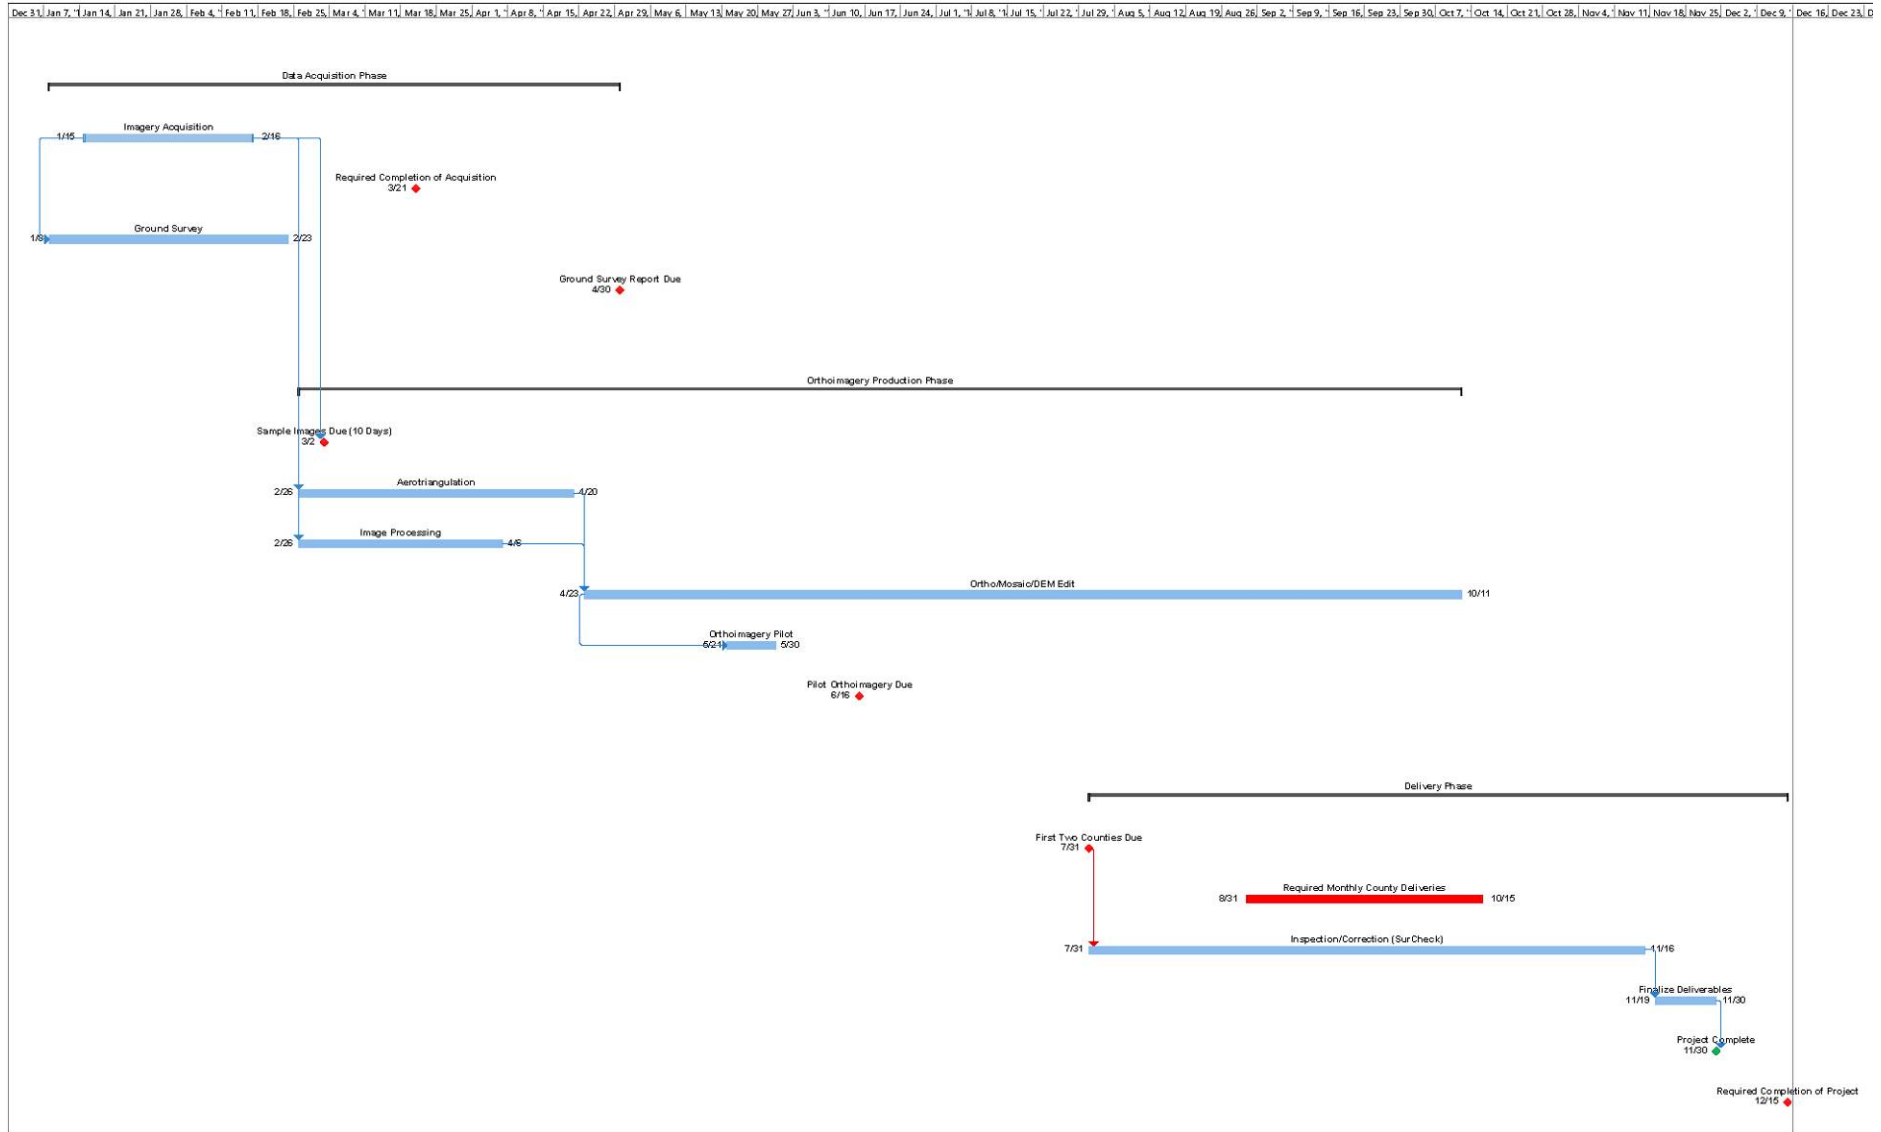 Dec 31, Jan 7, '1 Jan 14, Jan 21, Jan 28, Feb 4, ' Feb 11, Feb 18, Feb 25, Mar 4, ' Mar 11, Mar 18, Mar 25, Apr 1, ' Apr 8, ' Apr 15, Apr 22, Apr 29, May 6, May 13, May 20, May 27, Jun 3, ' Jun 10, Jun 17, Jun 24, Jul 1, '1 Jul 8, '1 Jul 15, Jul 22, Jul 29, Aug 5, ' Aug 12, Aug 19, Aug 26, Sep 2, ' Sep 9, ' Sep 16, Sep 23, Sep 30, Oct 7, ' Oct 14, Oct 21, Oct 28, Nov 4, ' Nov 11, Nov 18, Nov 25, Dec 2, ' Dec 9, ' Dec 16, Dec 23, D
Data Acquisition Phase
Imagery Acquisition
1/15 2/16
Required Completion of Acquisition
3/21
Ground Survey
1/8 2/23
Ground Survey Report Due
4/30
Orthoimagery Production Phase
Sample Images Due (10 Days)
3/2
Aerotriangulation
2/26 4/20
Image Processing
2/26 4/6
Ortho/Mosaic/DEM Edit
4/23 10/11
Orthoimagery Pilot
5/21 5/30
Pilot Orthoimagery Due
6/16
Delivery Phase
First Two Counties Due
7/31
Required Monthly County Deliveries
8/31 10/15
Inspection/Correction (SurCheck)
7/31 11/16
Finalize Deliverables
11/19 11/30
Project Complete
11/30
Required Completion of Project
12/15